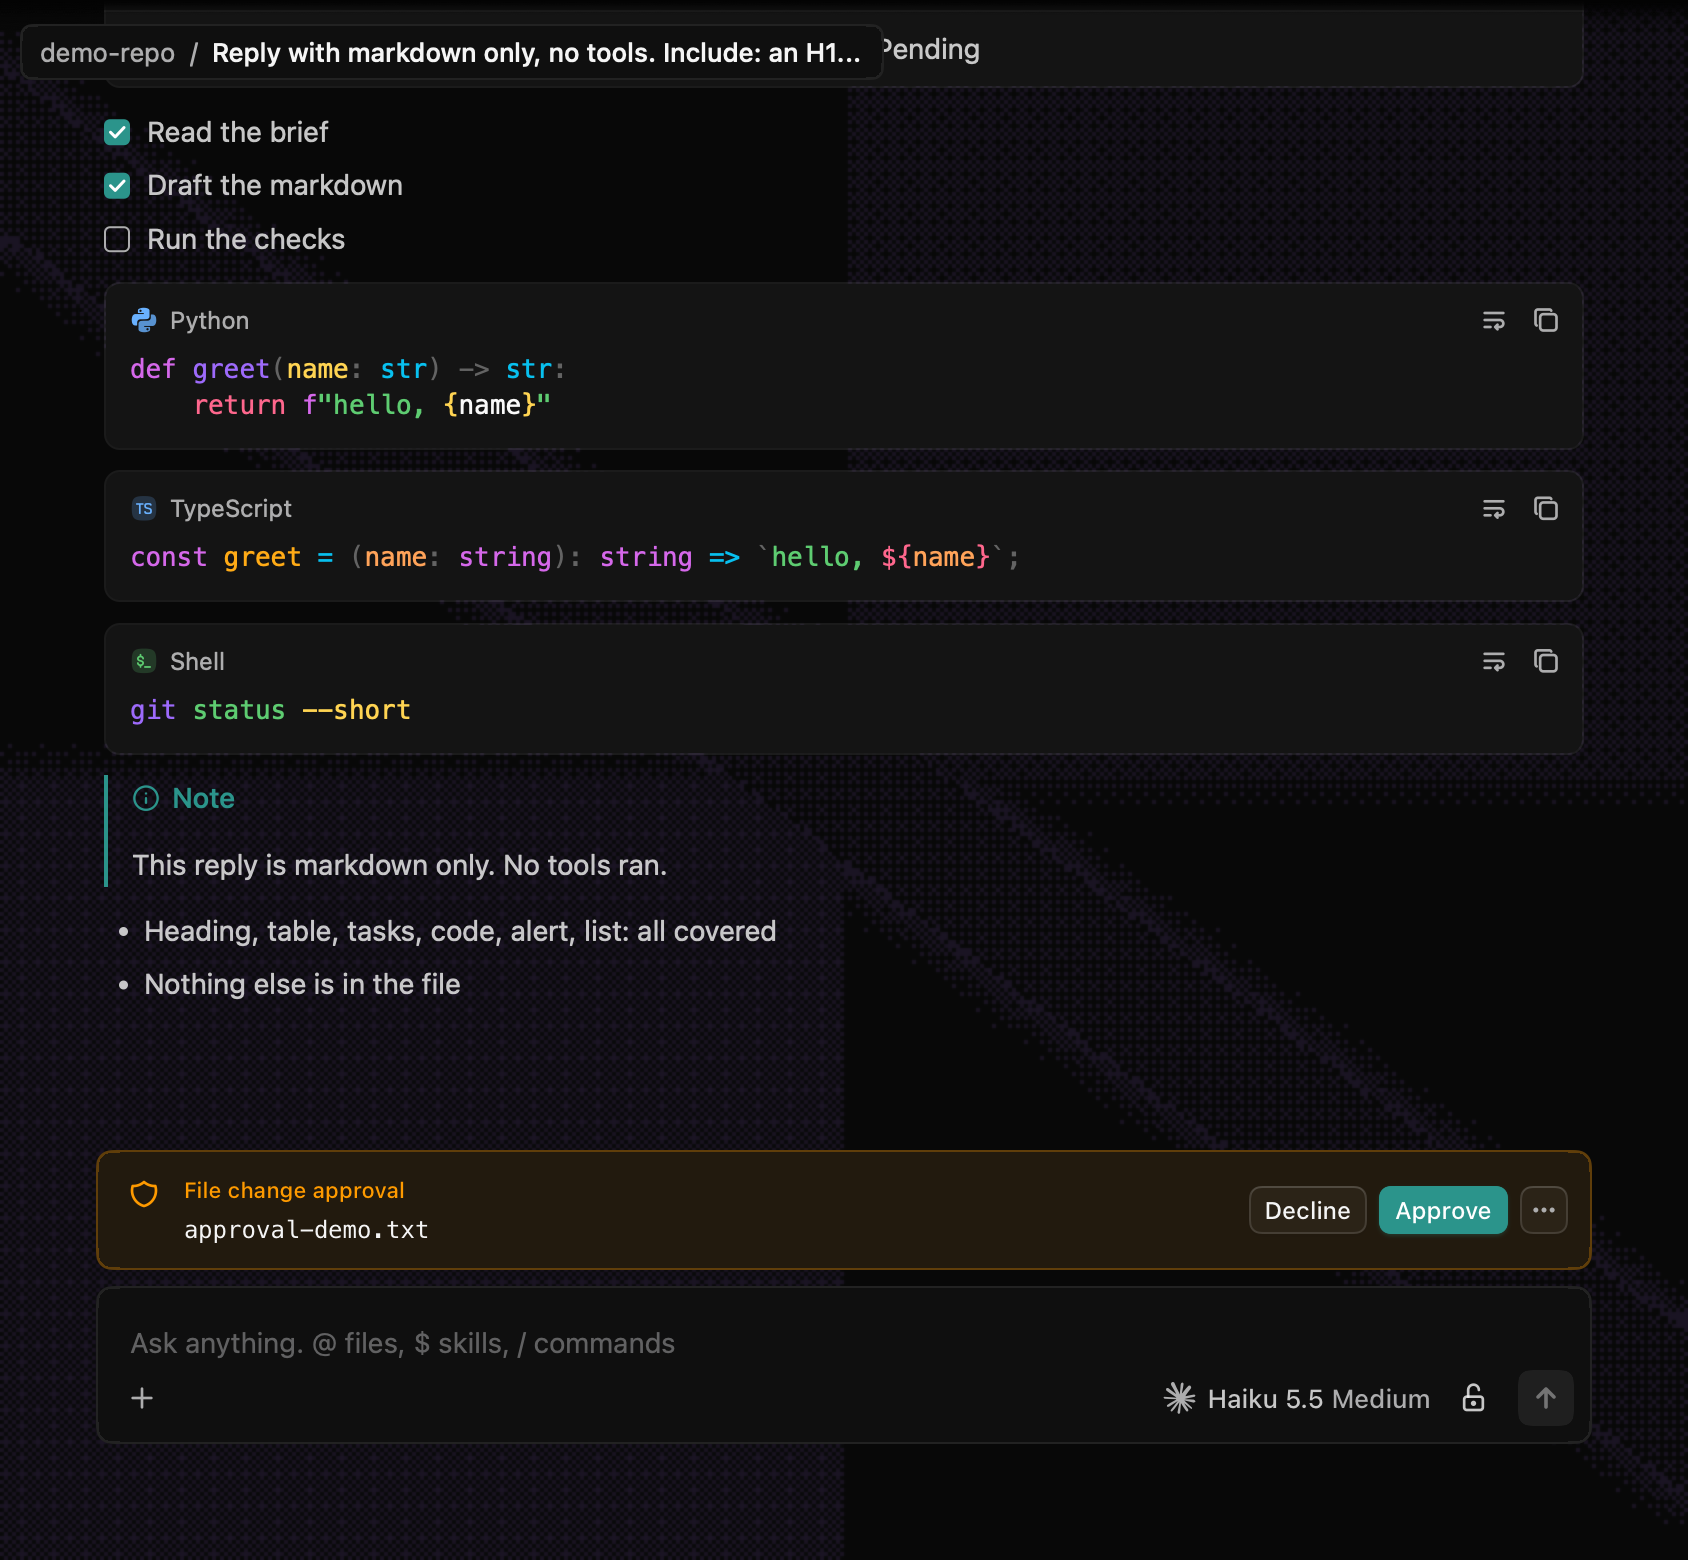 demo-repo / Reply with markdown only, no tools. Include: an H1...
Pending
Read the brief
Draft the markdown
Run the checks
Python
def greet(name: str) -> str:
    return f"hello, {name}"
TS TypeScript
const greet = (name: string): string => `hello, ${name}`;
$_ Shell
git status --short
Note
This reply is markdown only. No tools ran.
• Heading, table, tasks, code, alert, list: all covered
• Nothing else is in the file
File change approval
approval-demo.txt
Decline Approve ...
Ask anything. @ files, $ skills, / commands
Haiku 5.5 Medium